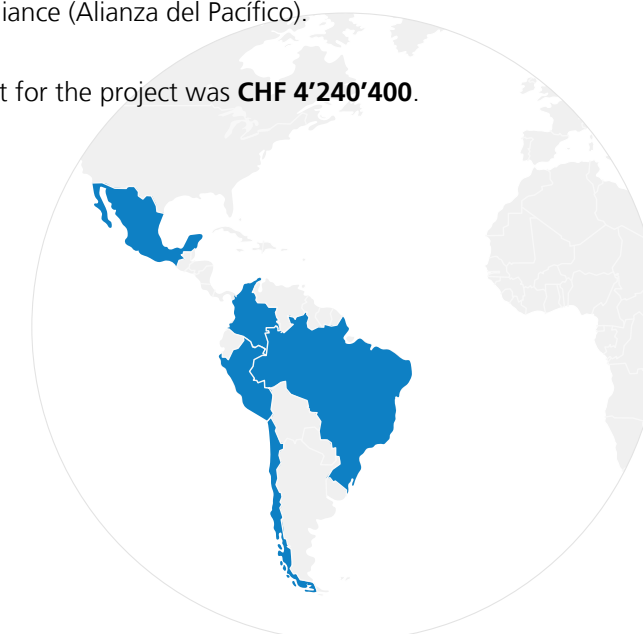 iance (Alianza del Pacífico).
t for the project was CHF 4’240’400.